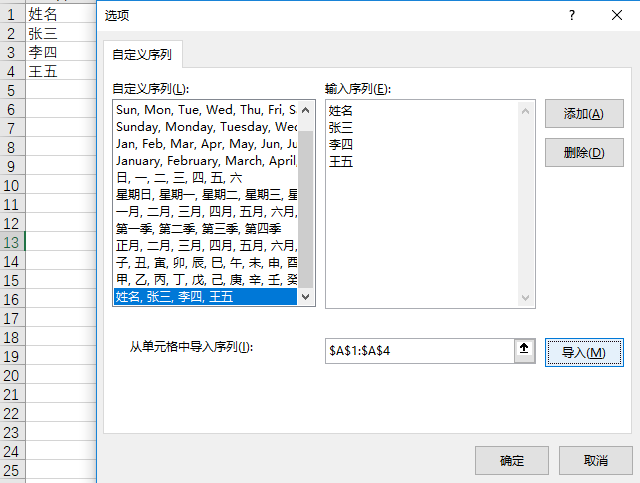 选项
?
自定义序列
自定义序列(L):
输入序列(E):
1 姓名
2 张三
3 李四
4 王五
5
6
7
8
9
10
11
12
13
14
15
16
17
18
19
20
21
22
23
24
25
Sun, Mon, Tue, Wed, Thu, Fri, S
Sunday, Monday, Tuesday, Wed
Jan, Feb, Mar, Apr, May, Jun, Ju
January, February, March, April,
日, 一, 二, 三, 四, 五, 六
星期日, 星期一, 星期二, 星期三, 星
一月, 二月, 三月, 四月, 五月, 六月,
第一季, 第二季, 第三季, 第四季
正月, 二月, 三月, 四月, 五月, 六月,
子, 丑, 寅, 卯, 辰, 巳, 午, 未, 申, 酉
甲, 乙, 丙, 丁, 戊, 己, 庚, 辛, 壬, 癸
姓名, 张三, 李四, 王五
姓名
张三
李四
王五
添加(A)
删除(D)
从单元格中导入序列(I):
$A$1:$A$4
导入(M)
确定
取消